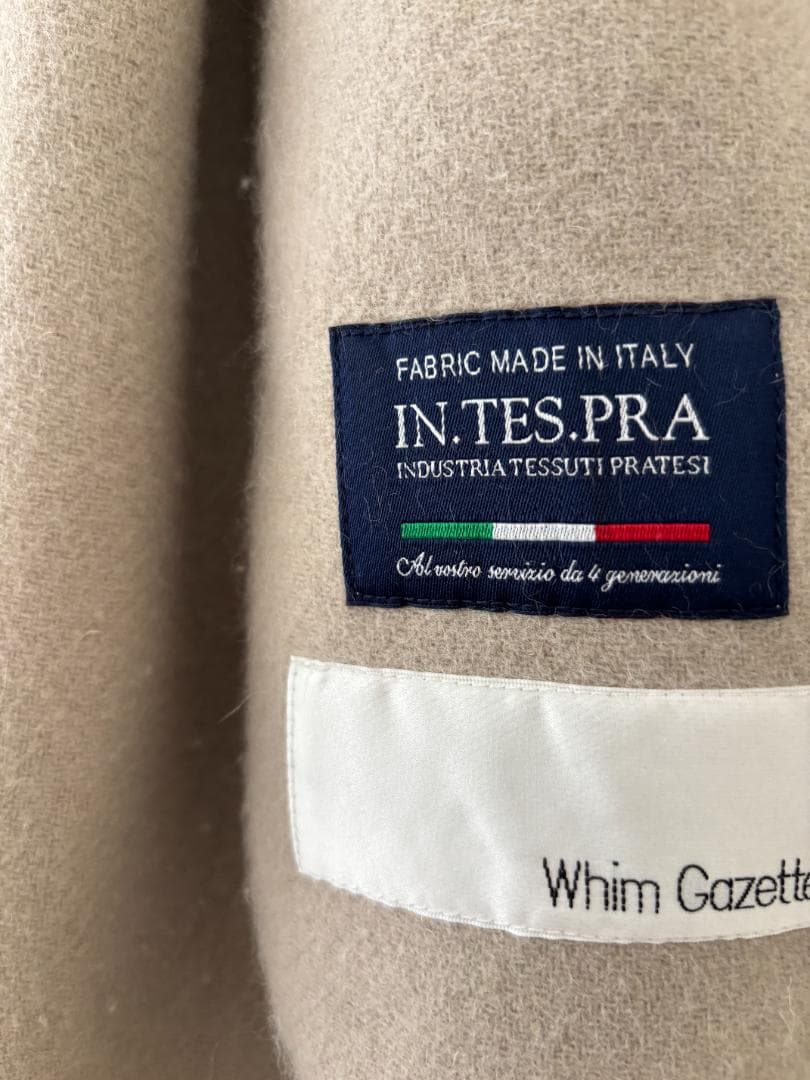 FABRIC MADE IN ITALY
IN.TES.PRA
INDUSTRIA TESSUTI PRATESI
Al vostro servizio da 4 generazioni
Whim Gazette